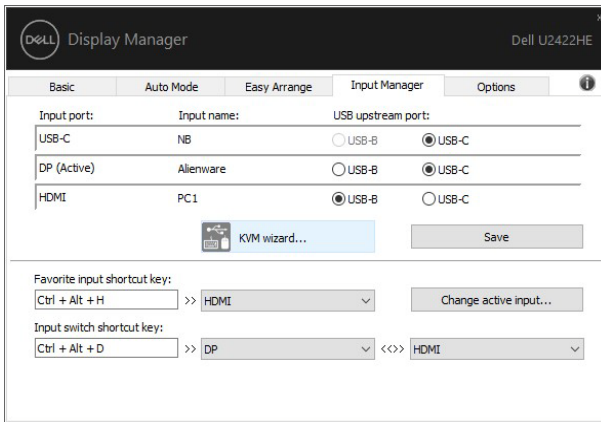 DELL Display Manager Dell U2422HE
Basic Auto Mode Easy Arrange Input Manager Options
Input port: Input name: USB upstream port:
USB-C NB USB-B USB-C
DP (Active) Alienware USB-B USB-C
HDMI PC1 USB-B USB-C
KVM wizard... Save
Favorite input shortcut key:
Ctrl + Alt + H >> HDMI Change active input...
Input switch shortcut key:
Ctrl + Alt + D >> DP <<>> HDMI